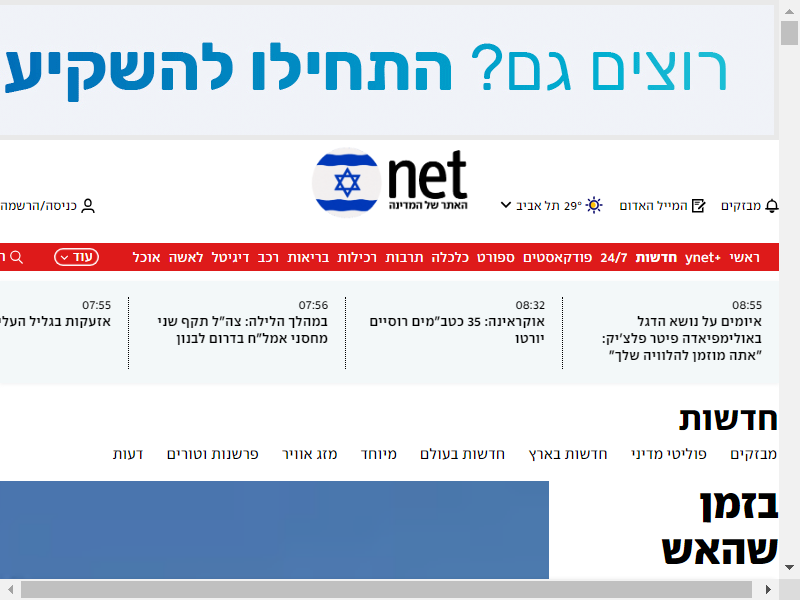 רוצים גם? התחילו להשקיע
net
האתר של המדינה
מבזקים
המייל האדום
29° תל אביב
כניסה/הרשמה
ראשי +ynet חדשות 24/7 פודקאסטים ספורט כלכלה תרבות רכילות בריאות רכב דיגיטל לאשה אוכל עוד
08:55
איומים על נושא הדגל
באולימפיאדה פיטר פלצ'יק:
"אתה מוזמן להלוויה שלך"
08:32
אוקראינה: 35 כטב"מים רוסיים
יורטו
07:56
במהלך הלילה: צה"ל תקף שני
מחסני אמל"ח בדרום לבנון
07:55
אזעקות בגליל
חדשות
מבזקים פוליטי מדיני חדשות בארץ חדשות בעולם מיוחד מזג אוויר פרשנות וטורים דעות
בזמן
שהאש